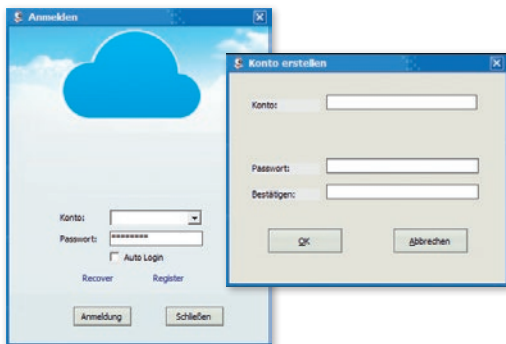 Anmelden
Konto:
Passwort: ********
Auto Login
Recover Register
Anmeldung Schließen
Konto erstellen
Konto:
Passwort:
Bestätigen:
OK Abbrechen